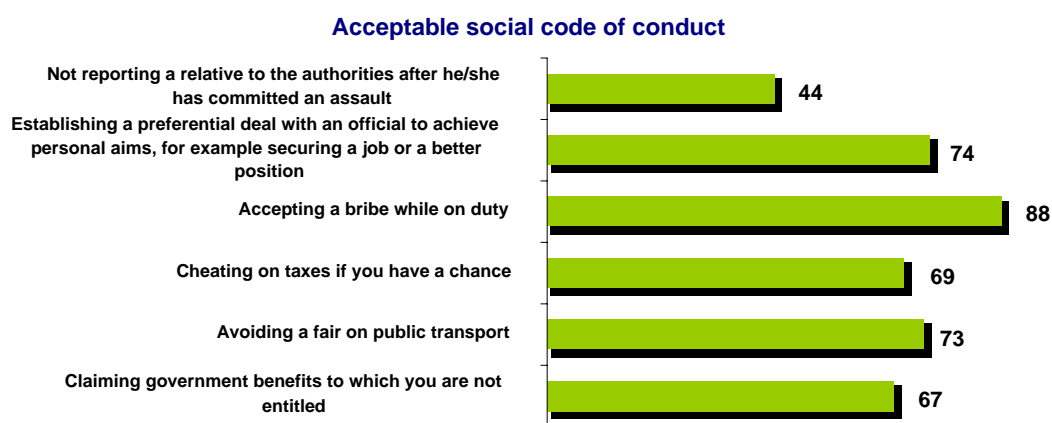 Acceptable social code of conduct
Not reporting a relative to the authorities after he/she
has committed an assault
44
Establishing a preferential deal with an official to achieve
personal aims, for example securing a job or a better
position
74
Accepting a bribe while on duty
88
Cheating on taxes if you have a chance
69
Avoiding a fair on public transport
73
Claiming government benefits to which you are not
entitled
67